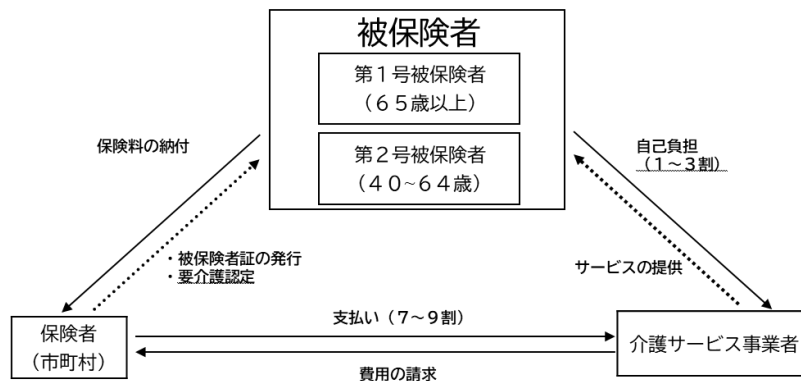 被保険者
第１号被保険者
（６５歳以上）
第２号被保険者
（４０~６４歳）
保険料の納付
自己負担
（１～３割）
・被保険者証の発行
・要介護認定
サービスの提供
保険者
（市町村）
支払い（７～９割）
介護サービス事業者
費用の請求